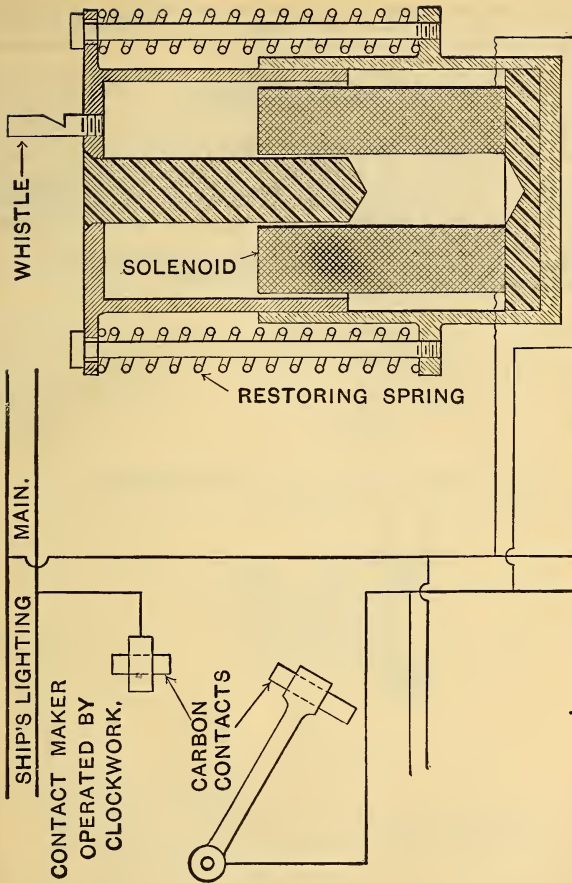 WHISTLE
SOLENOID
RESTORING SPRING
SHIP'S LIGHTING MAIN.
CONTACT MAKER
OPERATED BY
CLOCKWORK,
CARBON
CONTACTS